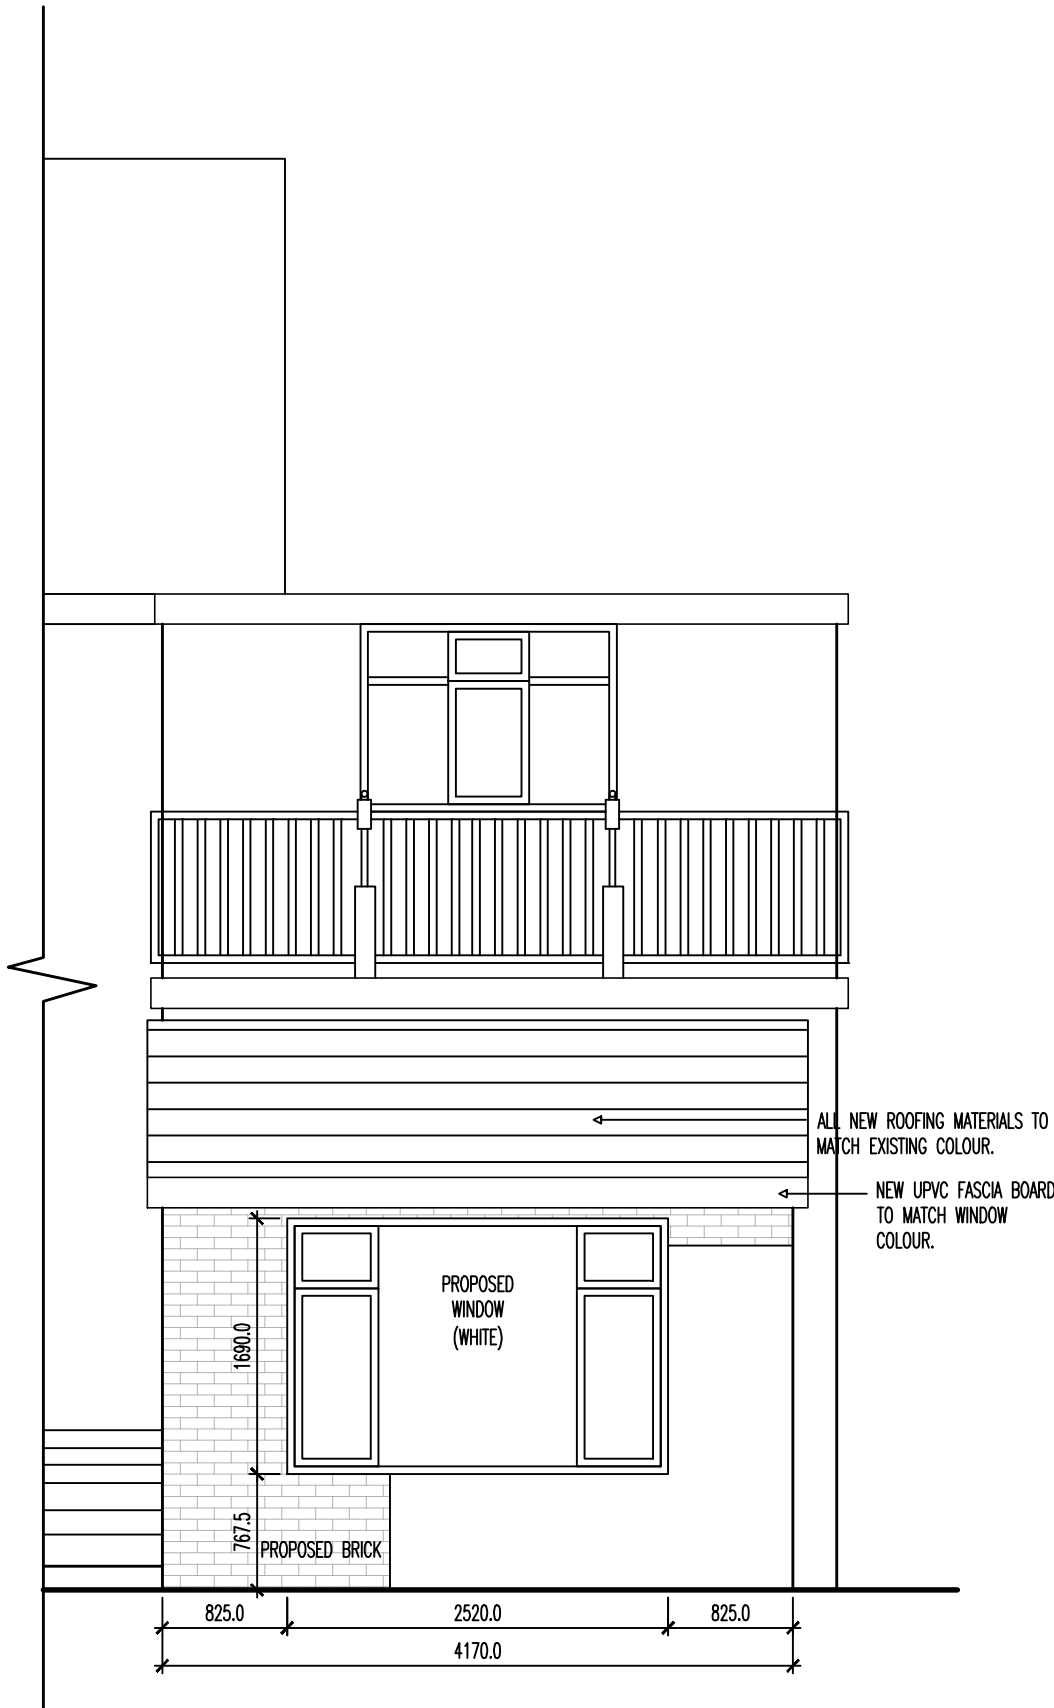 ALL NEW ROOFING MATERIALS TO
MATCH EXISTING COLOUR.
NEW UPVC FASCIA BOARD
TO MATCH WINDOW
COLOUR.
PROPOSED
WINDOW
(WHITE)
1690.0
767.5
PROPOSED BRICK
825.0
2520.0
825.0
4170.0